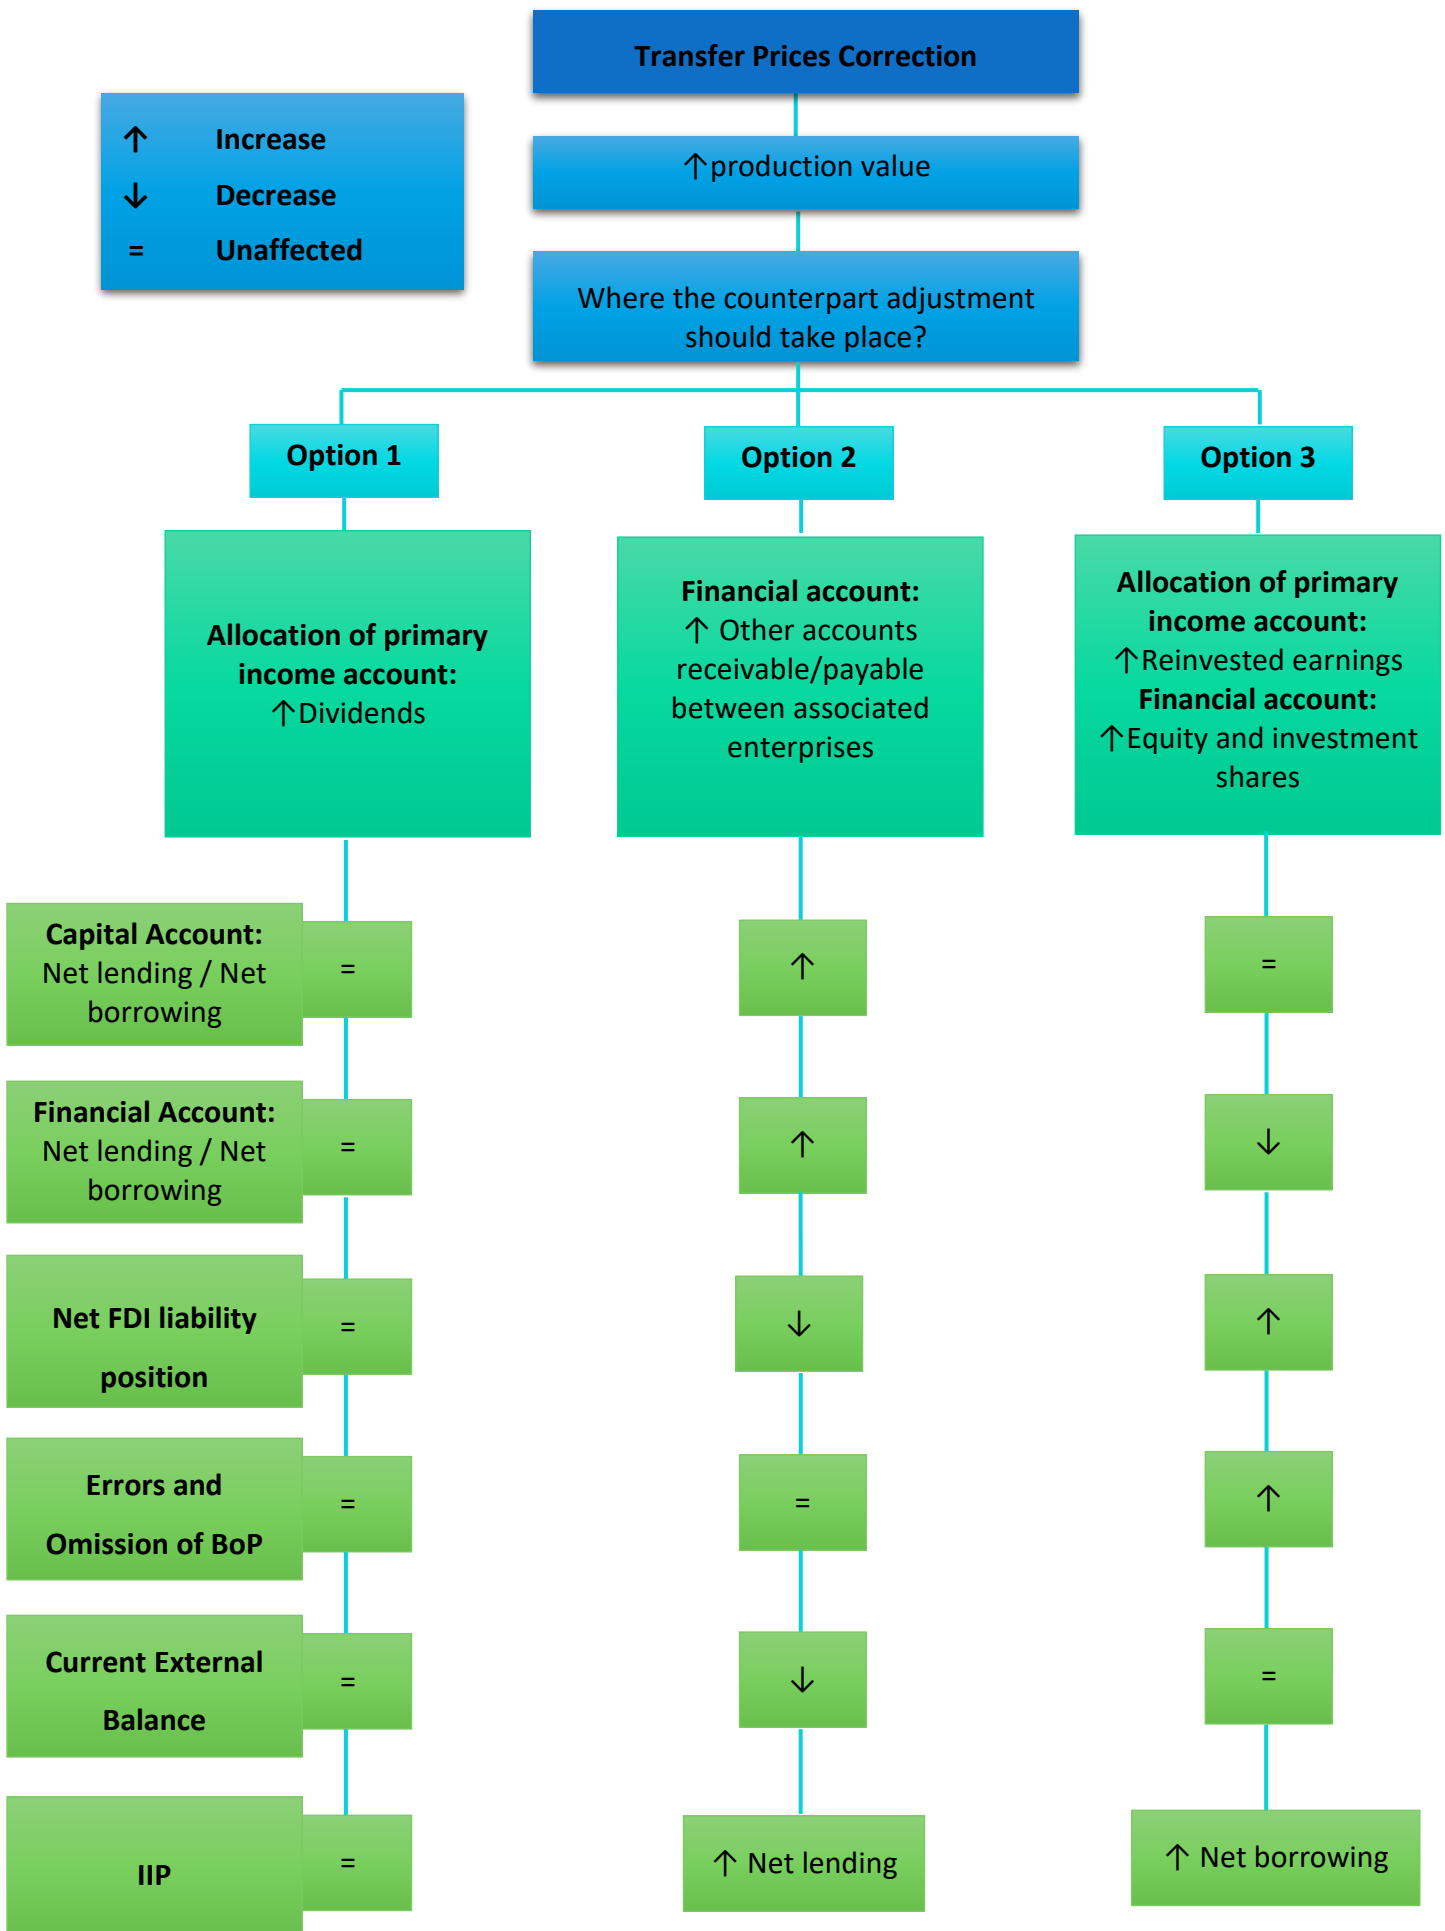 Transfer Prices Correction
↑ Increase
↓ Decrease
= Unaffected
↑production value
Where the counterpart adjustment
should take place?
Option 1
Option 2
Option 3
Allocation of primary
income account:
↑Dividends
Financial account:
↑ Other accounts
receivable/payable
between associated
enterprises
Allocation of primary
income account:
↑Reinvested earnings
Financial account:
↑Equity and investment
shares
Capital Account:
Net lending / Net
borrowing
=
↑
=
Financial Account:
Net lending / Net
borrowing
=
↑
↓
Net FDI liability
position
=
↓
↑
Errors and
Omission of BoP
=
=
↑
Current External
Balance
=
↓
=
IIP
=
↑ Net lending
↑ Net borrowing